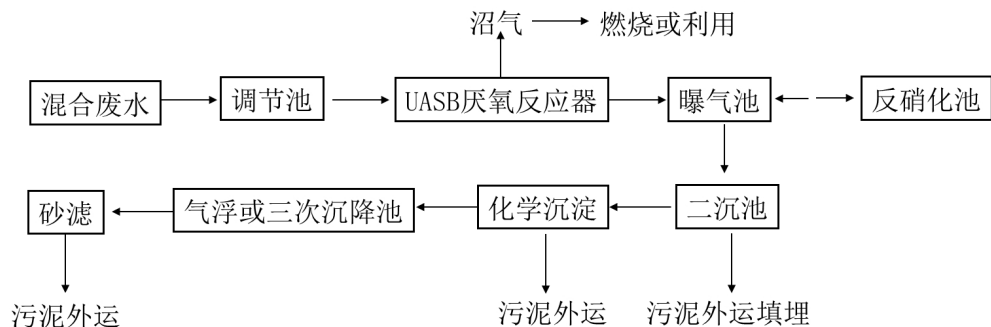 沼气
燃烧或利用
混合废水
调节池
UASB厌氧反应器
曝气池
反硝化池
砂滤
气浮或三次沉降池
化学沉淀
二沉池
污泥外运
污泥外运
污泥外运填埋